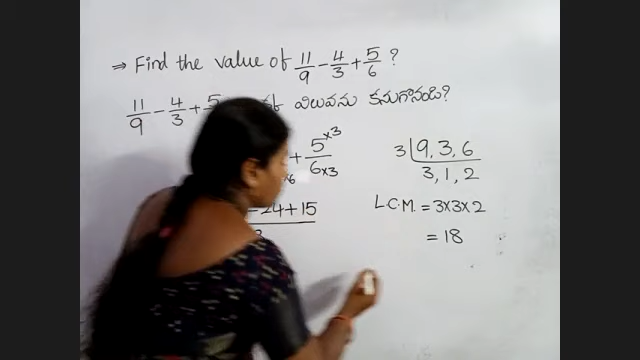 ⇒ Find the value of 11/9 − 4/3 + 5/6 ?
11/9 − 4/3 + 5 విలువను కనుగొనండి?
+ 5×3/6×3
×6
− 24 + 15
3 | 9, 3, 6
3, 1, 2
L.C.M. = 3×3×2
= 18